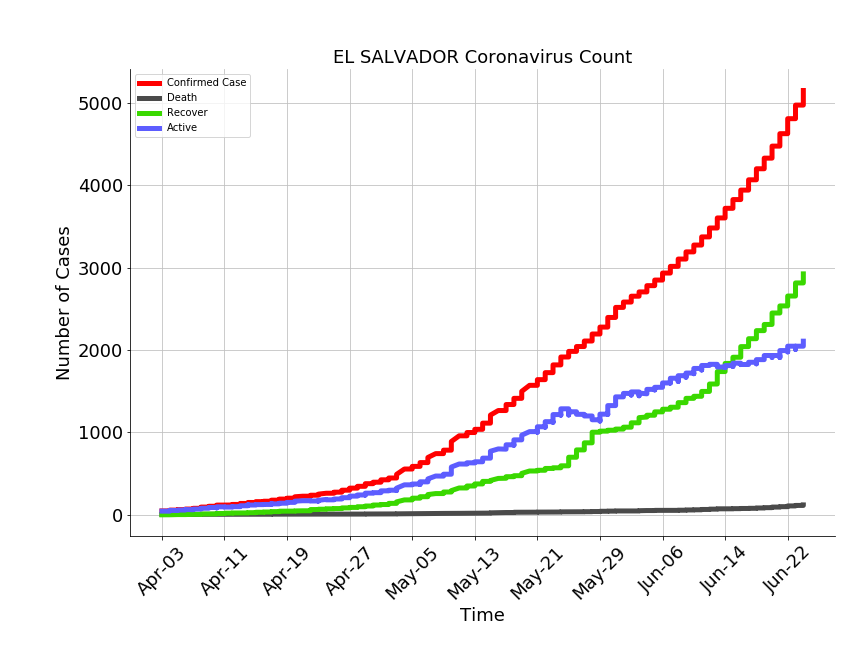 EL SALVADOR Coronavirus Count
Confirmed Case
Death
Recover
Active
5000
4000
3000
2000
1000
0
Number of Cases
Apr-03
Apr-11
Apr-19
Apr-27
May-05
May-13
May-21
May-29
Jun-06
Jun-14
Jun-22
Time